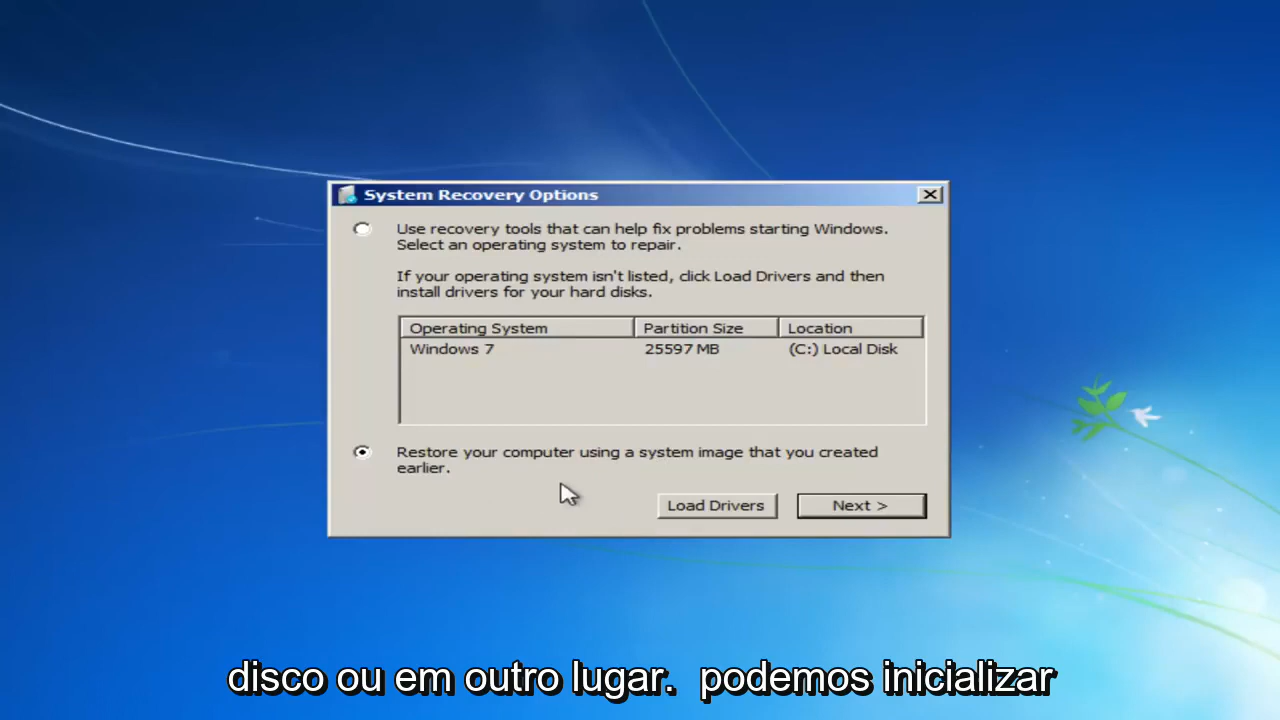 System Recovery Options
Use recovery tools that can help fix problems starting Windows.
Select an operating system to repair.
If your operating system isn't listed, click Load Drivers and then
install drivers for your hard disks.
Operating System Partition Size Location
Windows 7 25597 MB (C:) Local Disk
Restore your computer using a system image that you created
earlier.
Load Drivers Next >
disco ou em outro lugar. podemos inicializar